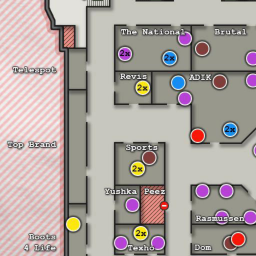 The National
Brutal
2x
2x
Telespot
Revis
ADIK
2x
2x
Top Brand
Sports
2x
Yushka
Peez
Rasmussen
Boots
4 Life
2x
Texho
Dom